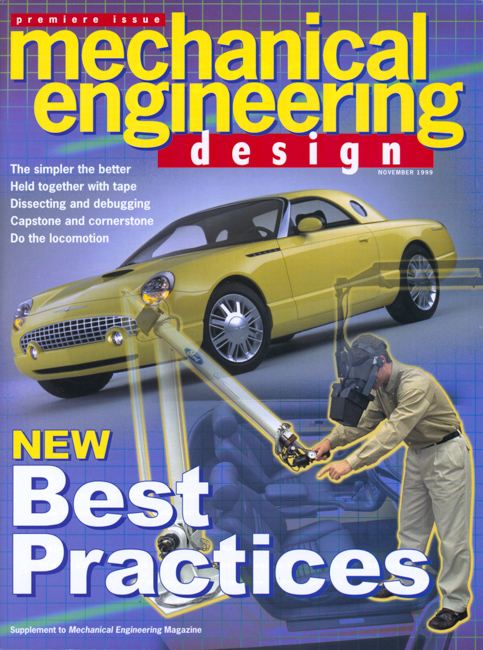 premiere issue
mechanical
engineering
design
NOVEMBER 1999
The simpler the better
Held together with tape
Dissecting and debugging
Capstone and cornerstone
Do the locomotion
NEW
Best
Practices
Supplement to Mechanical Engineering Magazine